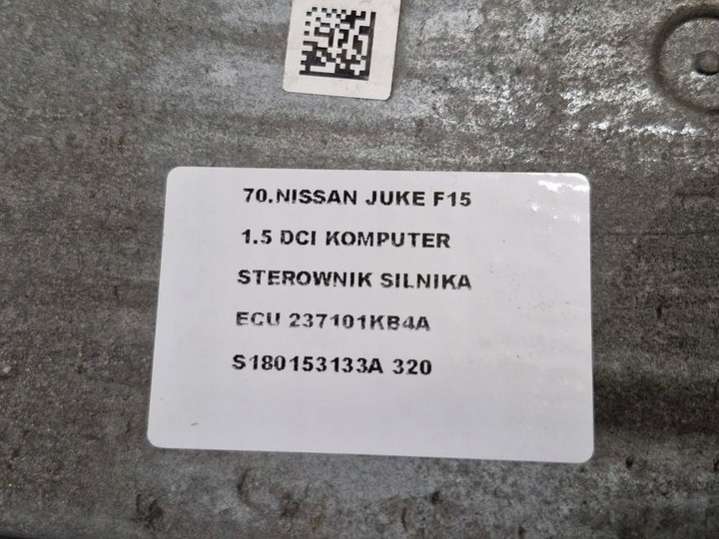 70.NISSAN JUKE F15
1.5 DCI KOMPUTER
STEROWNIK SILNIKA
ECU 237101KB4A
S180153133A 320